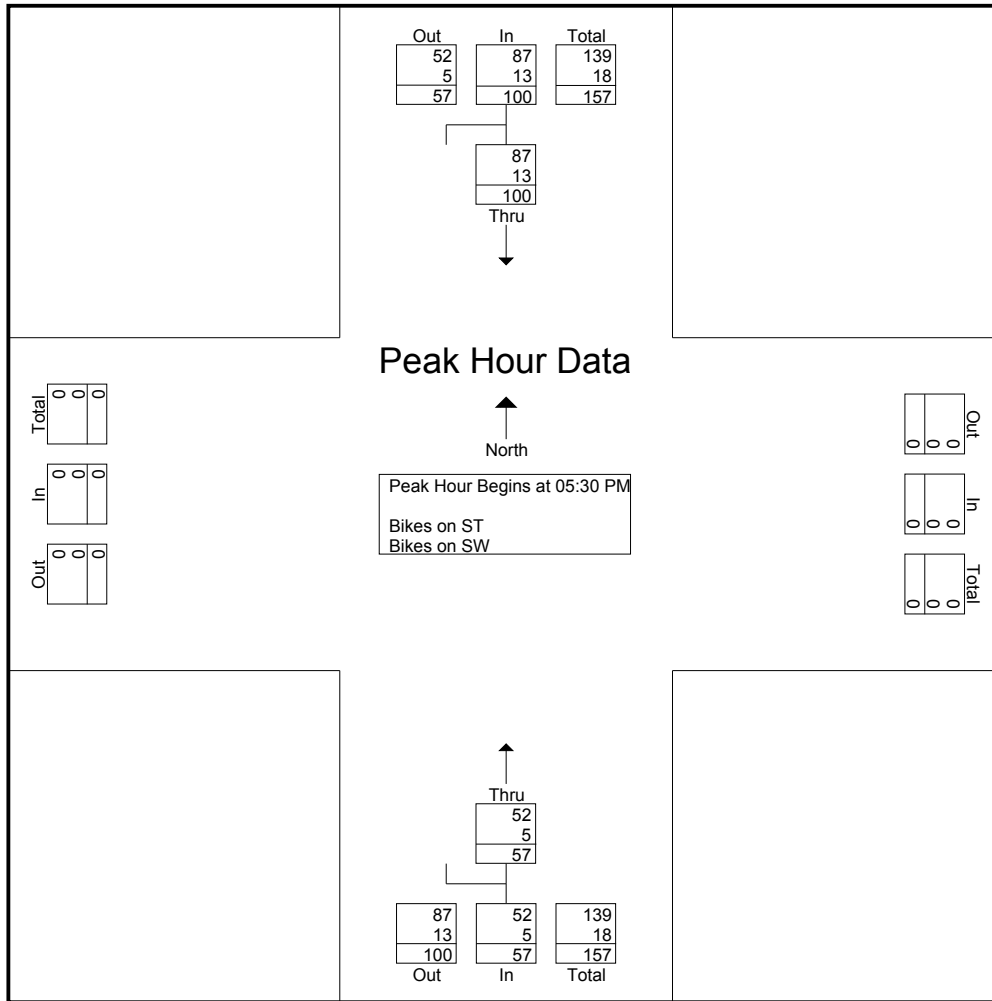 Out In Total
52 87 139
5 13 18
57 100 157
87
13
100
Thru
Peak Hour Data
North
Peak Hour Begins at 05:30 PM
Bikes on ST
Bikes on SW
Total
0 0 0
In
0 0 0
Out
0 0 0
Out
0 0 0
In
0 0 0
Total
0 0 0
Thru
52
5
57
87 52 139
13 5 18
100 57 157
Out In Total